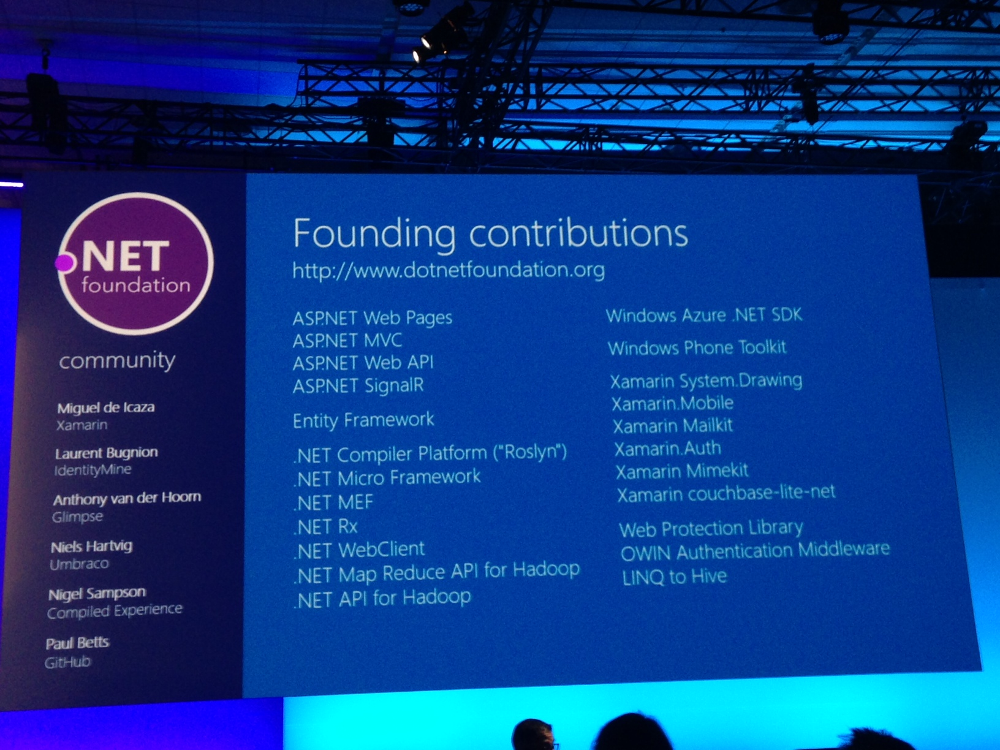 .NET
foundation
community
Miguel de Icaza
Xamarin
Laurent Bugnion
IdentityMine
Anthony van der Hoorn
Glimpse
Niels Hartvig
Umbraco
Nigel Sampson
Compiled Experience
Paul Betts
GitHub
Founding contributions
http://www.dotnetfoundation.org
ASP.NET Web Pages
ASP.NET MVC
ASP.NET Web API
ASP.NET SignalR
Entity Framework
.NET Compiler Platform ("Roslyn")
.NET Micro Framework
.NET MEF
.NET Rx
.NET WebClient
.NET Map Reduce API for Hadoop
.NET API for Hadoop
Windows Azure .NET SDK
Windows Phone Toolkit
Xamarin System.Drawing
Xamarin.Mobile
Xamarin Mailkit
Xamarin.Auth
Xamarin Mimekit
Xamarin couchbase-lite-net
Web Protection Library
OWIN Authentication Middleware
LINQ to Hive